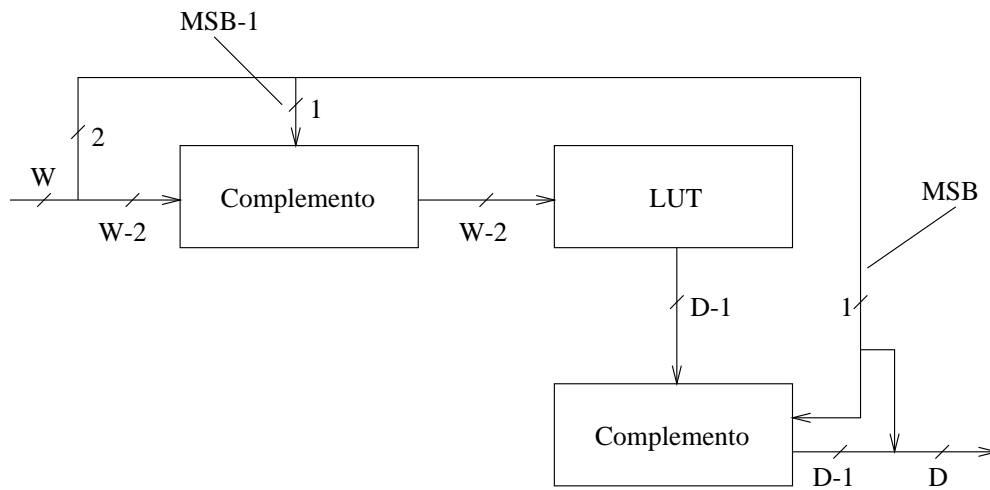 MSB-1
1
2
W
W-2
Complemento
W-2
LUT
MSB
D-1
1
Complemento
D-1
D